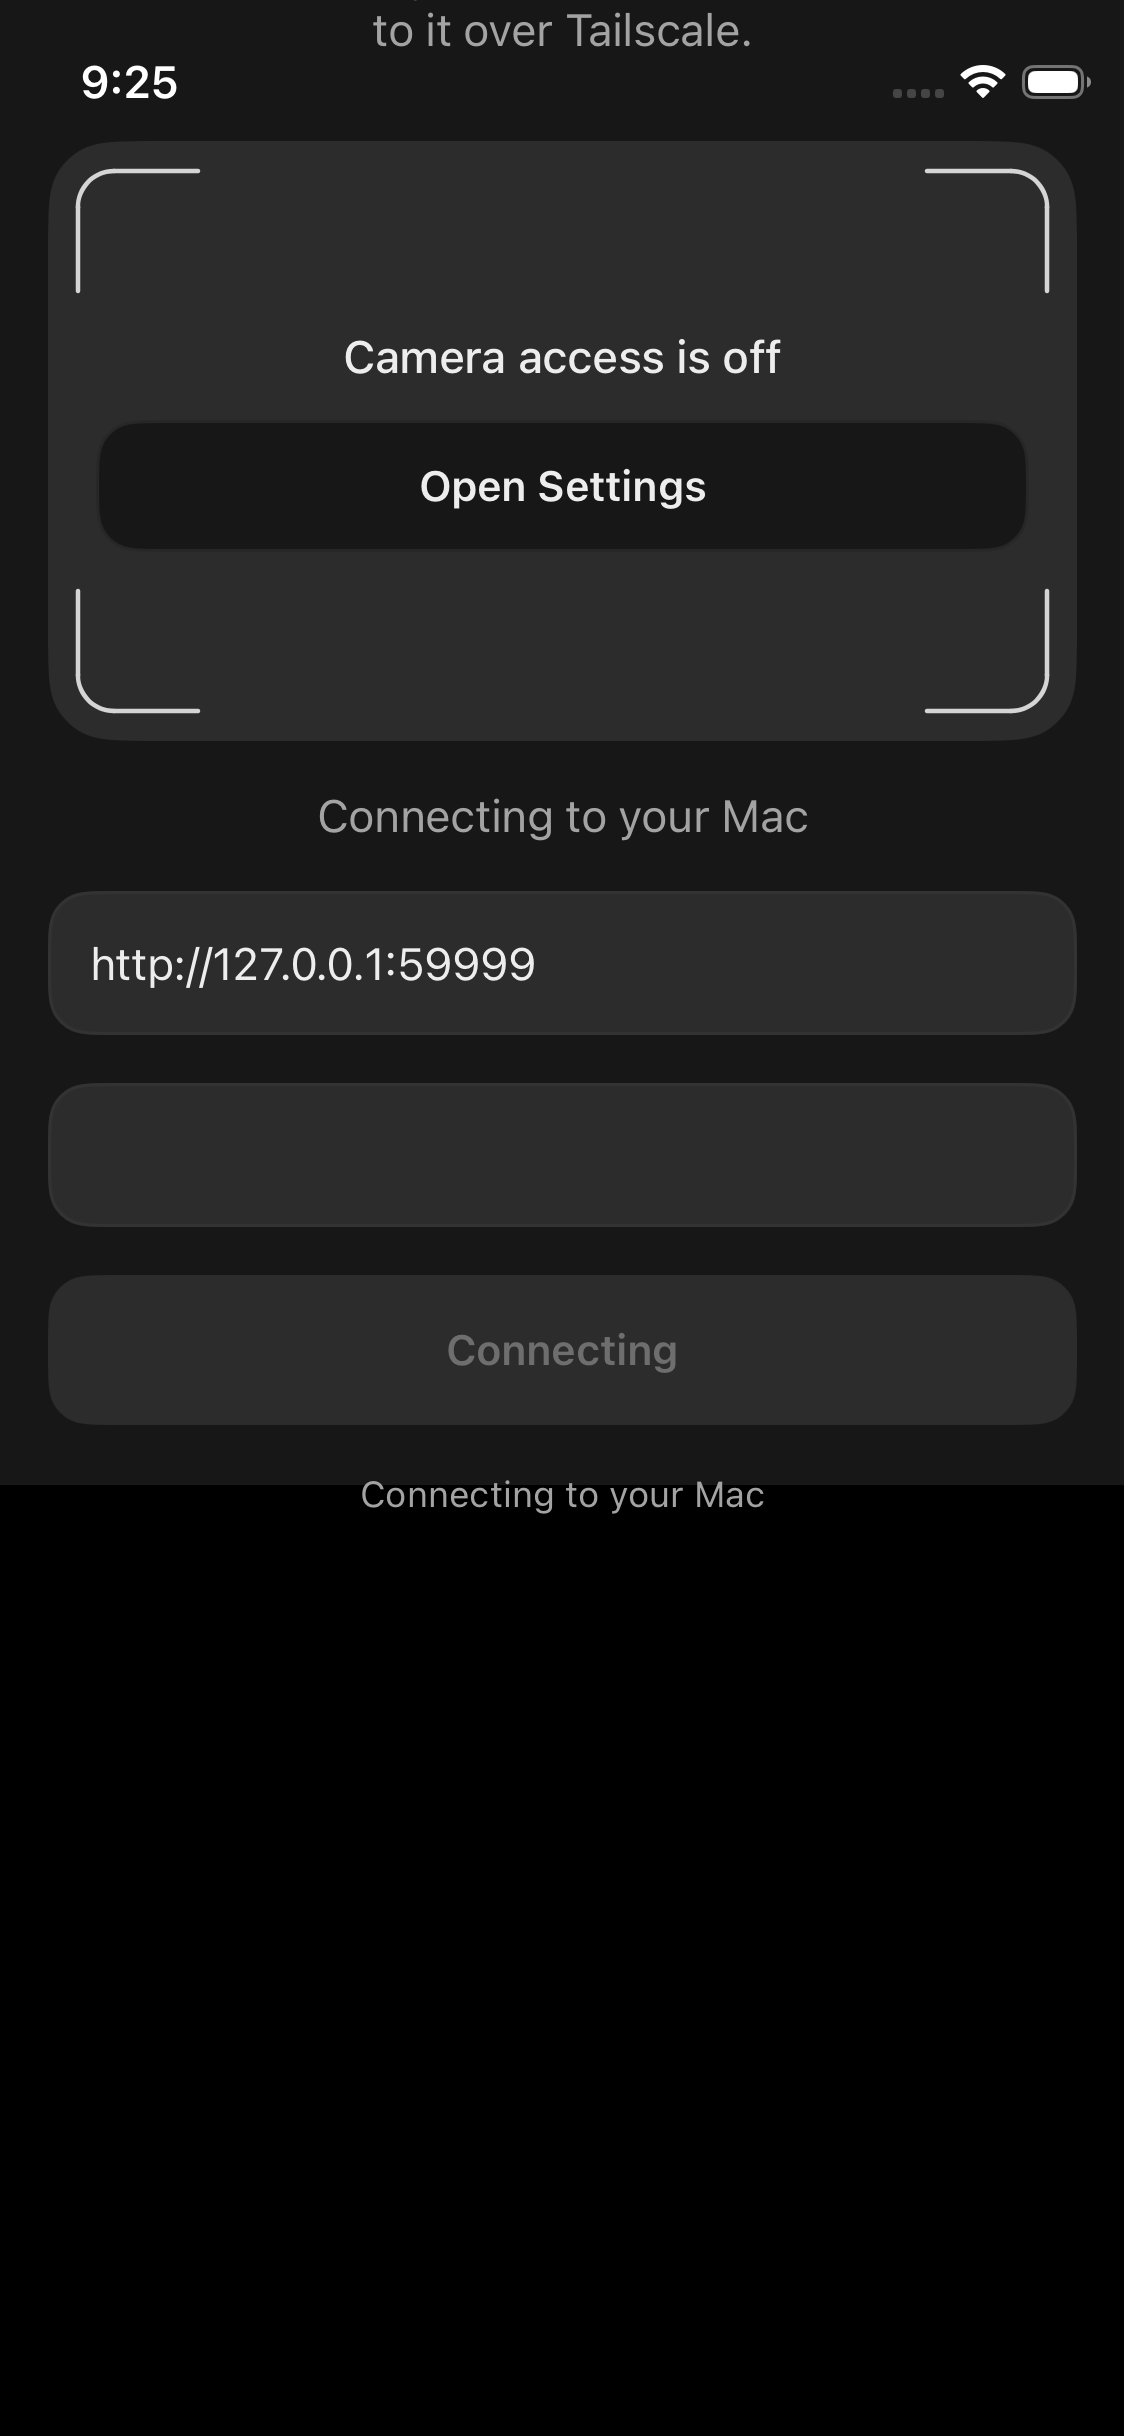 to it over Tailscale.
9:25
Camera access is off
Open Settings
Connecting to your Mac
http://127.0.0.1:59999
Connecting
Connecting to your Mac